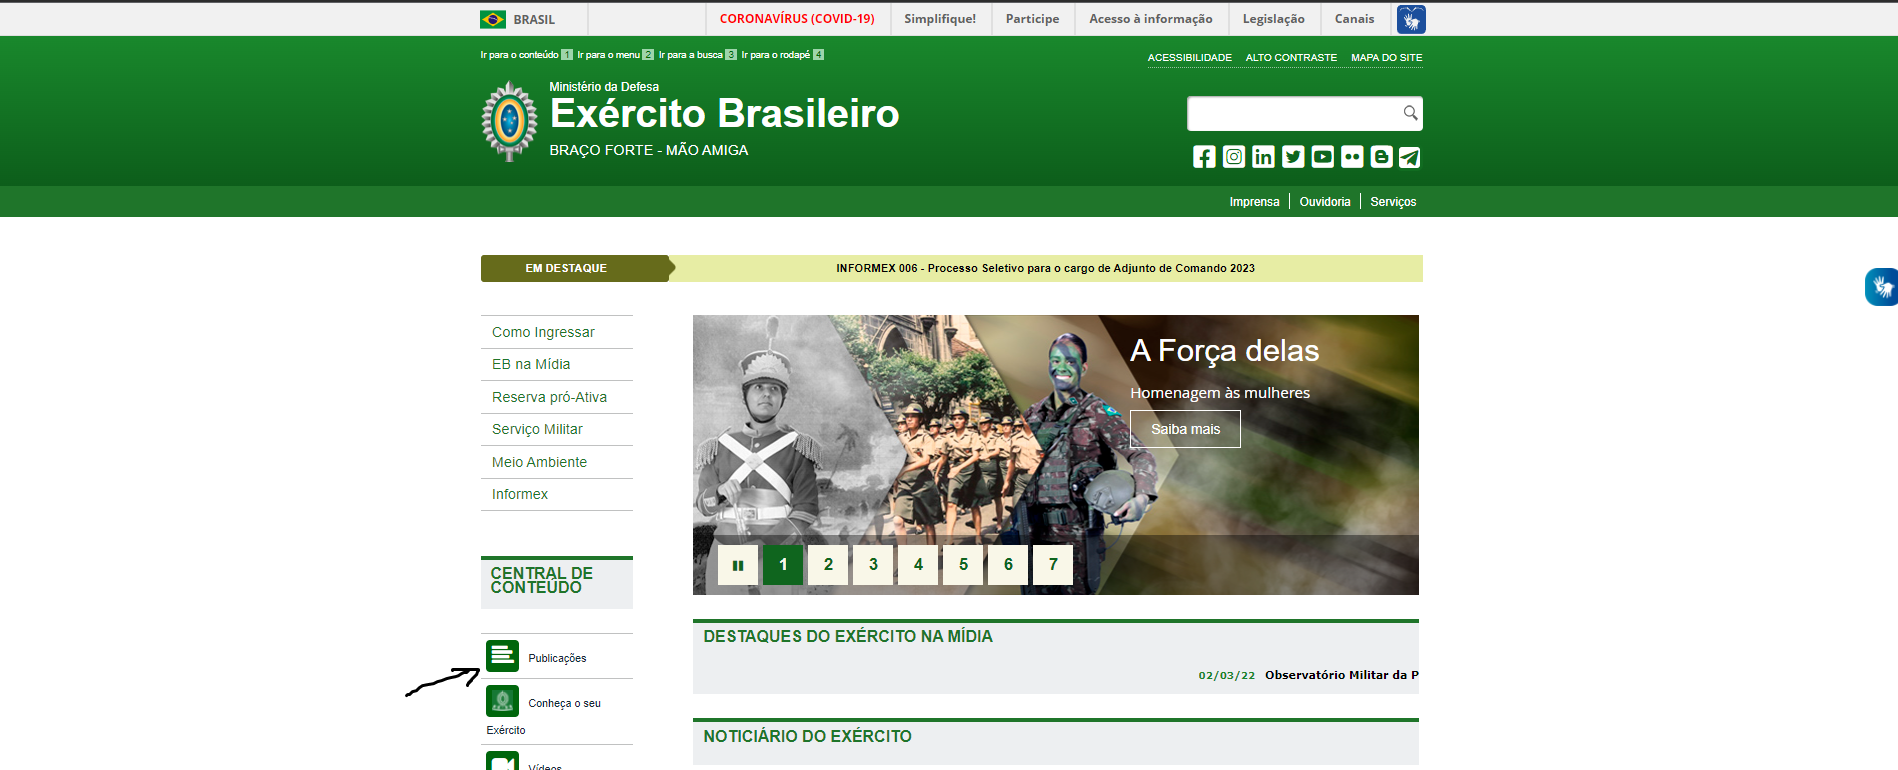 BRASIL
CORONAVÍRUS (COVID-19)
Simplifique!
Participe
Acesso à informação
Legislação
Canais
Ir para o conteúdo 1 Ir para o menu 2 Ir para a busca 3 Ir para o rodapé 4
ACESSIBILIDADE
ALTO CONTRASTE
MAPA DO SITE
Ministério da Defesa
Exército Brasileiro
BRAÇO FORTE - MÃO AMIGA
Imprensa
Ouvidoria
Serviços
EM DESTAQUE
INFORMEX 006 - Processo Seletivo para o cargo de Adjunto de Comando 2023
Como Ingressar
EB na Mídia
Reserva pró-Ativa
Serviço Militar
Meio Ambiente
Informex
A Força delas
Homenagem às mulheres
Saiba mais
1 2 3 4 5 6 7
CENTRAL DE
CONTEÚDO
Publicações
Conheça o seu
Exército
Vídeos
DESTAQUES DO EXÉRCITO NA MÍDIA
02/03/22 Observatório Militar da P
NOTICIÁRIO DO EXÉRCITO